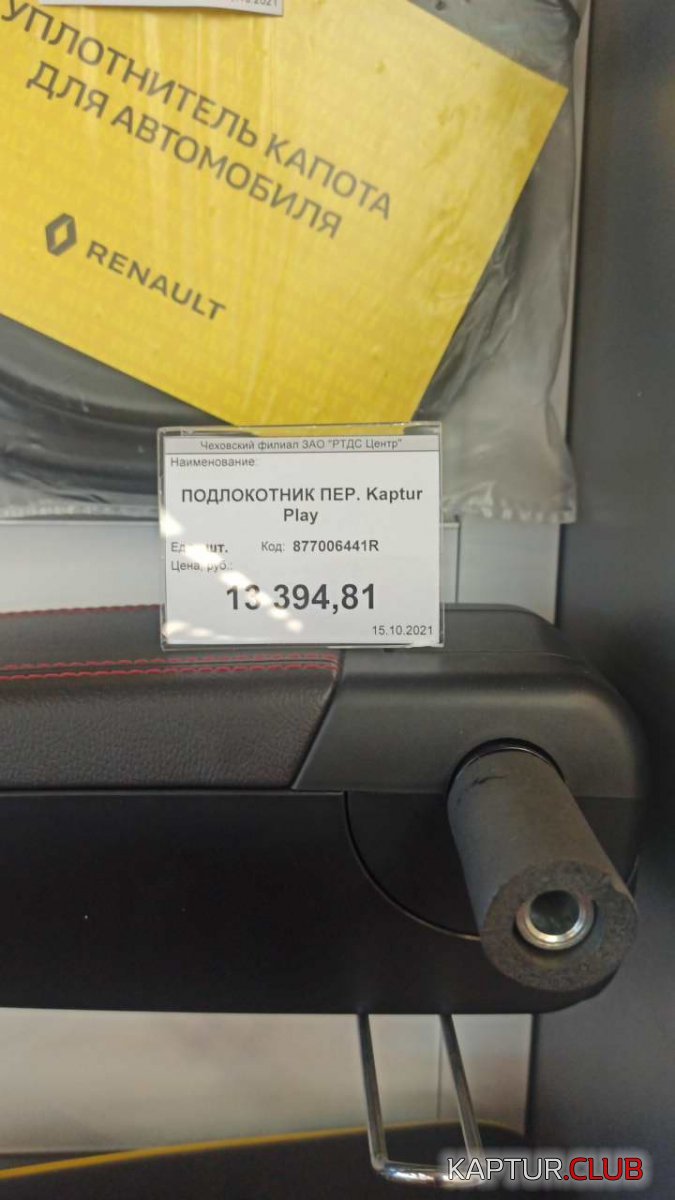 УПЛОТНИТЕЛЬ КАПОТА
ДЛЯ АВТОМОБИЛЯ
RENAULT
Чеховский филиал ЗАО "РТДС Центр"
Наименование:
ПОДЛОКОТНИК ПЕР. Kaptur
Play
шт. Код: 877006441R
Цена, руб.:
13 394,81
15.10.2021
KAPTUR.CLUB